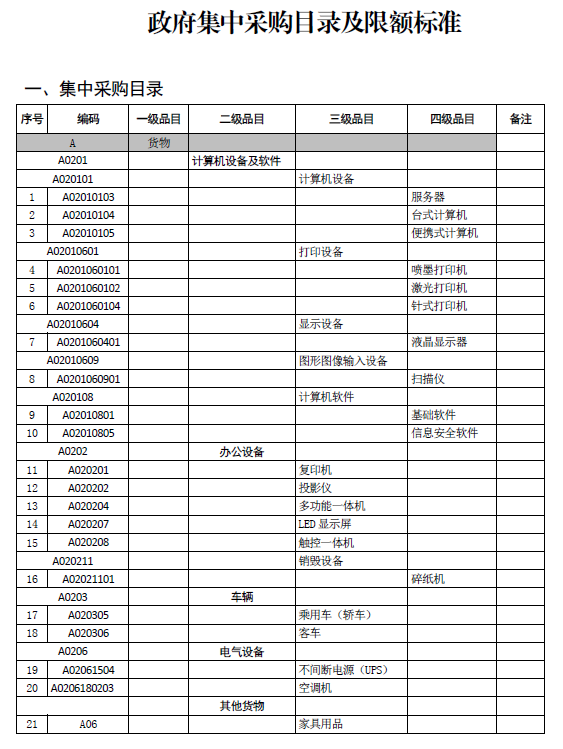 政府集中采购目录及限额标准
一、集中采购目录
序号 编码 一级品目 二级品目 三级品目 四级品目 备注
A 货物
A0201 计算机设备及软件
A020101 计算机设备
1 A02010103 服务器
2 A02010104 台式计算机
3 A02010105 便携式计算机
A02010601 打印设备
4 A0201060101 喷墨打印机
5 A0201060102 激光打印机
6 A0201060104 针式打印机
A02010604 显示设备
7 A0201060401 液晶显示器
A02010609 图形图像输入设备
8 A0201060901 扫描仪
A020108 计算机软件
9 A02010801 基础软件
10 A02010805 信息安全软件
A0202 办公设备
11 A020201 复印机
12 A020202 投影仪
13 A020204 多功能一体机
14 A020207 LED显示屏
15 A020208 触控一体机
A020211 销毁设备
16 A02021101 碎纸机
A0203 车辆
17 A020305 乘用车（轿车）
18 A020306 客车
A0206 电气设备
19 A02061504 不间断电源（UPS）
20 A0206180203 空调机
其他货物
21 A06 家具用品